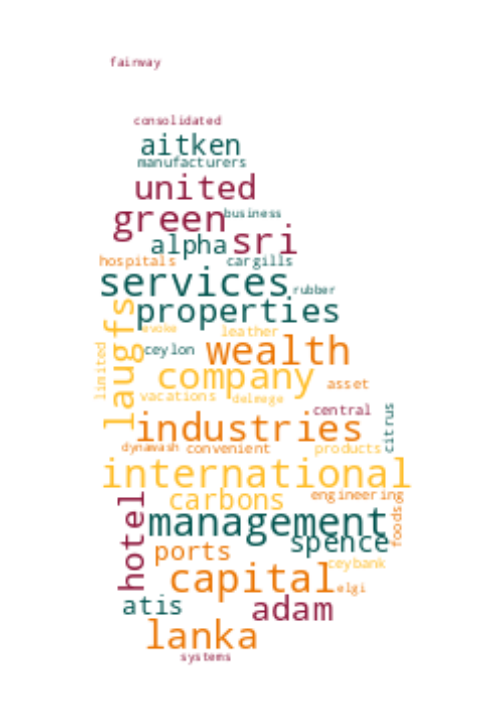 fairway
consolidated
aitken
manufacturers
united
green
business
alpha
sri
hospitals
cargills
services
rubber
properties
laugfs
evoke
leather
limited
ceylon
wealth
company
asset
vacations
delmege
central
citrus
industries
dynawash
convenient
products
international
carbons
engineering
hotel
management
foods
spence
ports
ceybank
capital
elgi
atis
adam
lanka
systems